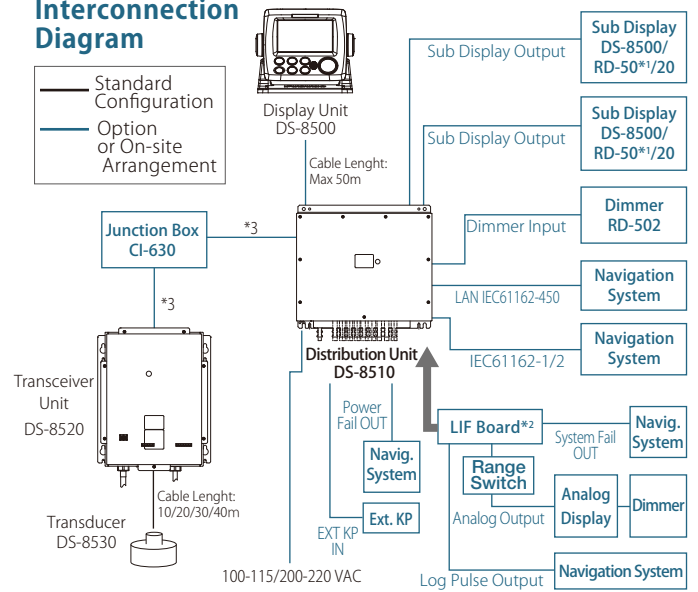 Interconnection
Diagram
Standard
Configuration
Option
or On-site
Arrangement
Display Unit
DS-8500
Cable Lenght:
Max 50m
Sub Display Output
Sub Display
DS-8500/
RD-50*1/20
Sub Display Output
Sub Display
DS-8500/
RD-50*1/20
Dimmer Input
Dimmer
RD-502
LAN IEC61162-450
Navigation
System
IEC61162-1/2
Navigation
System
Junction Box
CI-630
*3
*3
Distribution Unit
DS-8510
Transceiver
Unit
DS-8520
Cable Lenght:
10/20/30/40m
Transducer
DS-8530
Power
Fail OUT
Navig.
System
EXT KP
IN
Ext. KP
100-115/200-220 VAC
LIF Board*2
System Fail
OUT
Navig.
System
Range
Switch
Analog Output
Analog
Display
Dimmer
Log Pulse Output
Navigation System